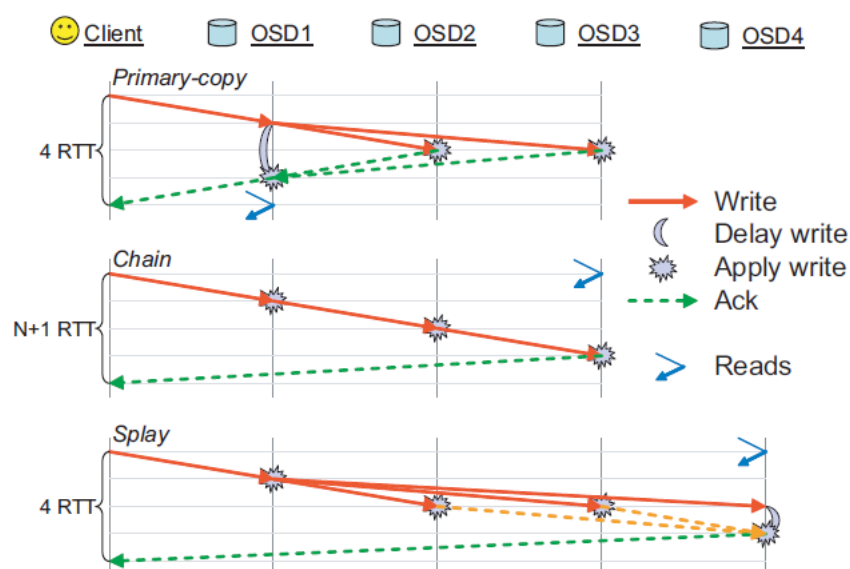 Client OSD1 OSD2 OSD3 OSD4
Primary-copy
4 RTT
Write
Delay write
Chain
Apply write
Ack
N+1 RTT
Reads
Splay
4 RTT